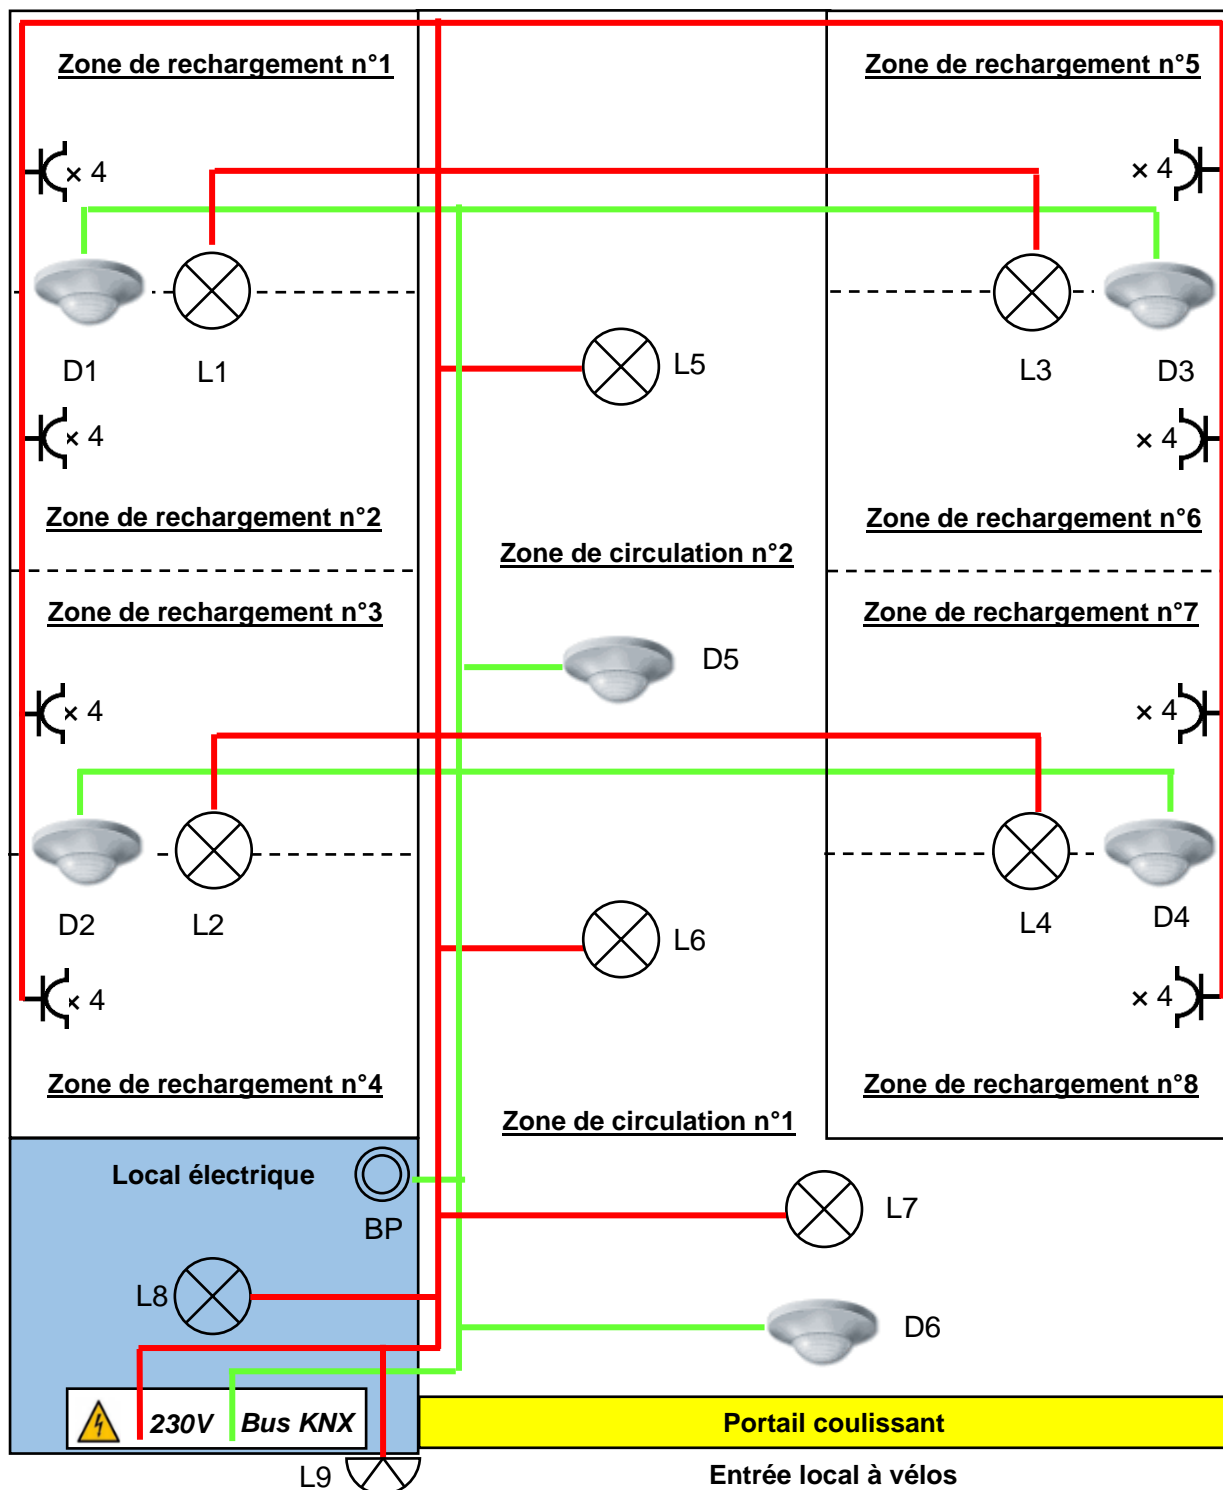 Zone de rechargement n°1
Zone de rechargement n°5
× 4
× 4
D1
L1
L5
L3
D3
× 4
× 4
Zone de rechargement n°2
Zone de rechargement n°6
Zone de circulation n°2
Zone de rechargement n°3
Zone de rechargement n°7
D5
× 4
× 4
D2
L2
L6
L4
D4
× 4
× 4
Zone de rechargement n°4
Zone de rechargement n°8
Zone de circulation n°1
Local électrique
BP
L7
L8
D6
230V
Bus KNX
Portail coulissant
L9
Entrée local à vélos